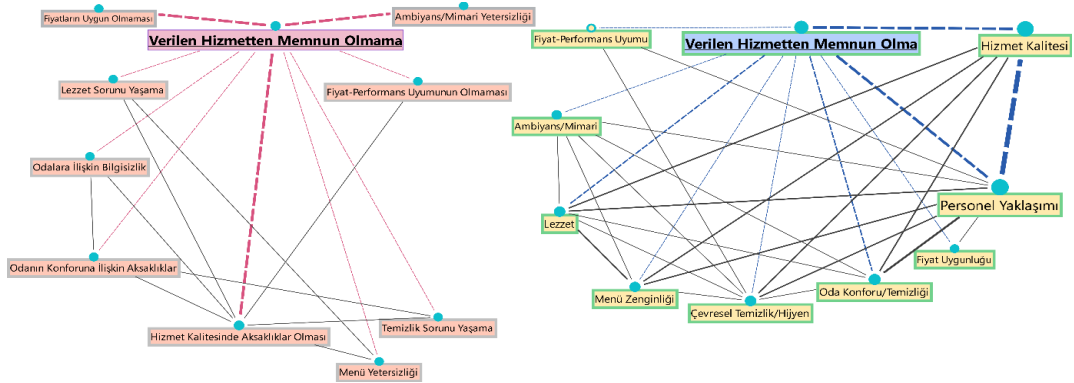 Fiyatların Uygun Olmaması
Ambiyans/Mimari Yetersizliği
Verilen Hizmetten Memnun Olmama
Lezzet Sorunu Yaşama
Fiyat-Performans Uyumunun Olmaması
Odalara İlişkin Bilgisizlik
Odanın Konforuna İlişkin Aksaklıklar
Hizmet Kalitesinde Aksaklıklar Olması
Temizlik Sorunu Yaşama
Menü Yetersizliği
Fiyat-Performans Uyumu
Verilen Hizmetten Memnun Olma
Hizmet Kalitesi
Ambiyans/Mimari
Personel Yaklaşımı
Lezzet
Fiyat Uygunluğu
Menü Zenginliği
Oda Konforu/Temizliği
Çevresel Temizlik/Hijyen